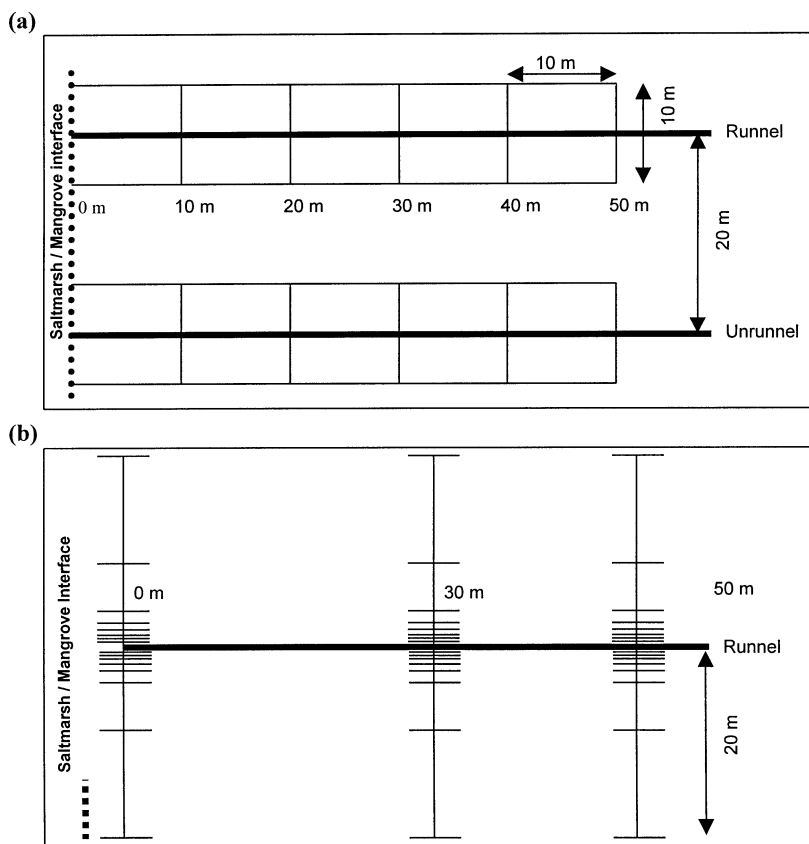 (a)
Saltmarsh / Mangrove interface
10 m
10 m
Runnel
0 m
10 m
20 m
30 m
40 m
50 m
20 m
Unrunnel
(b)
Saltmarsh / Mangrove Interface
0 m
30 m
50 m
Runnel
20 m